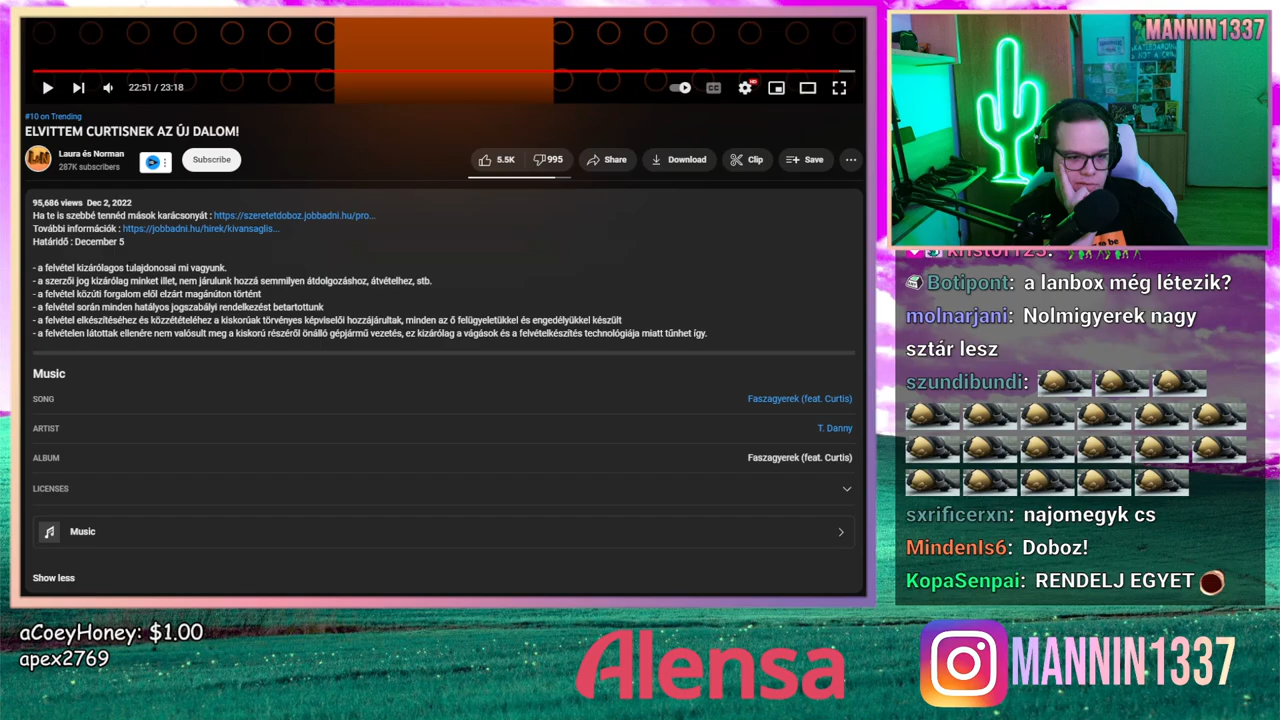 MANNIN1337
22:51 / 23:18
CC
HD
#10 on Trending
ELVITTEM CURTISNEK AZ ÚJ DALOM!
Laura és Norman
287K subscribers
Subscribe
5.5K
995
Share
Download
Clip
Save
95,686 views Dec 2, 2022
Ha te is szebbé tennéd mások karácsonyát : https://szeretetdoboz.jobbadni.hu/pro...
További információk : https://jobbadni.hu/hirek/kivansaglis...
Határidő : December 5
- a felvétel kizárólagos tulajdonosai mi vagyunk.
- a szerzői jog kizárólag minket illet, nem járulunk hozzá semmilyen átdolgozáshoz, átvételhez, stb.
- a felvétel közúti forgalom elől elzárt magánúton történt
- a felvétel során minden hatályos jogszabályi rendelkezést betartottunk
- a felvétel elkészítéséhez és közzétételéhez a kiskorúak törvényes képviselői hozzájárultak, minden az ő felügyeletükkel és engedélyükkel készült
- a felvételen látottak ellenére nem valósult meg a kiskorú részéről önálló gépjármű vezetés, ez kizárólag a vágások és a felvételkészítés technológiája miatt tűnhet így.
Music
SONG
Faszagyerek (feat. Curtis)
ARTIST
T. Danny
ALBUM
Faszagyerek (feat. Curtis)
LICENSES
Music
Show less
Botipont: a lanbox még létezik?
molnarjani: Nolmigyerek nagy
sztár lesz
szundibundi:
sxrificerxn: najomegyk cs
MindenIs6: Doboz!
KopaSenpai: RENDELJ EGYET
aCoeyHoney: $1.00
apex2769
Alensa
MANNIN1337